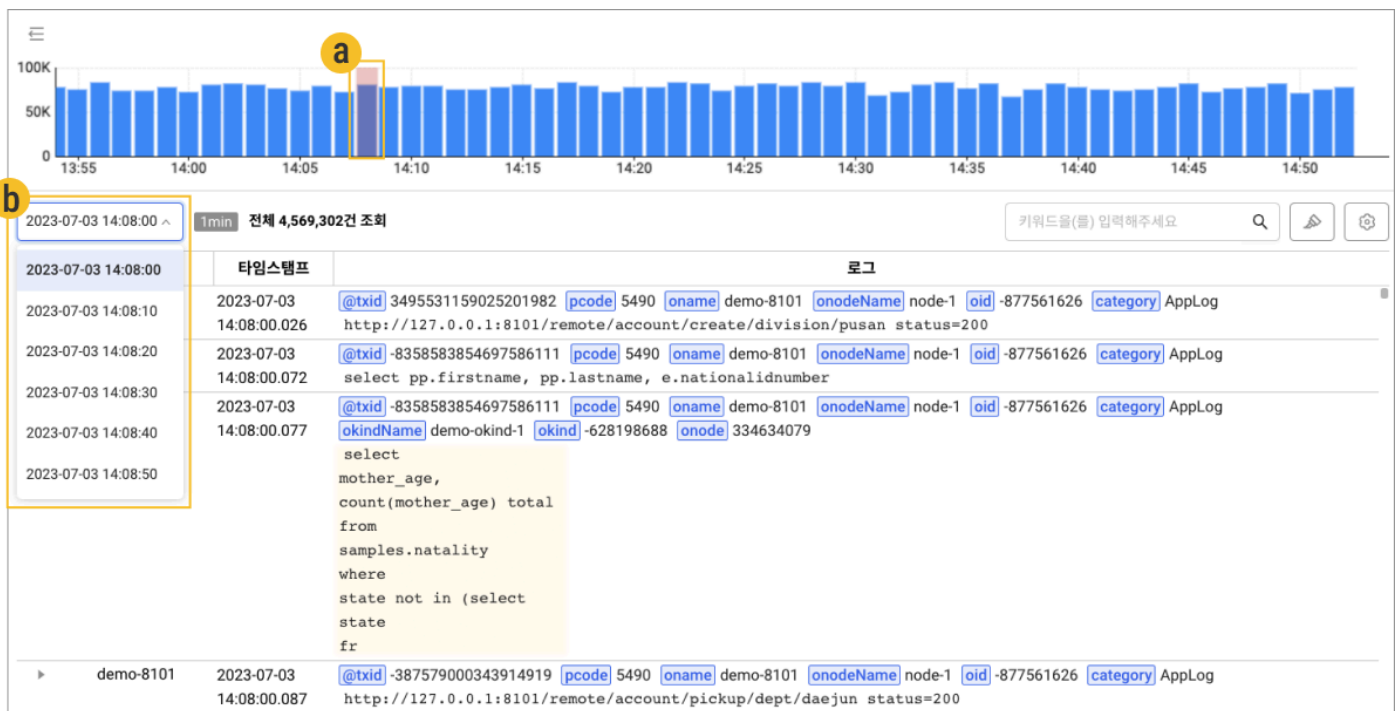 a
100K
50K
0
13:55 14:00 14:05 14:10 14:15 14:20 14:25 14:30 14:35 14:40 14:45 14:50
b
2023-07-03 14:08:00 1min 전체 4,569,302건 조회 키워드을(를) 입력해주세요
2023-07-03 14:08:00
2023-07-03 14:08:10
2023-07-03 14:08:20
2023-07-03 14:08:30
2023-07-03 14:08:40
2023-07-03 14:08:50
타임스탬프 로그
2023-07-03 @txid 3495531159025201982 pcode 5490 oname demo-8101 onodeName node-1 oid -877561626 category AppLog
14:08:00.026 http://127.0.0.1:8101/remote/account/create/division/pusan status=200
2023-07-03 @txid -8358583854697586111 pcode 5490 oname demo-8101 onodeName node-1 oid -877561626 category AppLog
14:08:00.072 select pp.firstname, pp.lastname, e.nationalidnumber
2023-07-03 @txid -8358583854697586111 pcode 5490 oname demo-8101 onodeName node-1 oid -877561626 category AppLog
14:08:00.077 okindName demo-okind-1 okind -628198688 onode 334634079
select
mother_age,
count(mother_age) total
from
samples.natality
where
state not in (select
state
fr
demo-8101 2023-07-03 @txid -387579000343914919 pcode 5490 oname demo-8101 onodeName node-1 oid -877561626 category AppLog
14:08:00.087 http://127.0.0.1:8101/remote/account/pickup/dept/daejun status=200